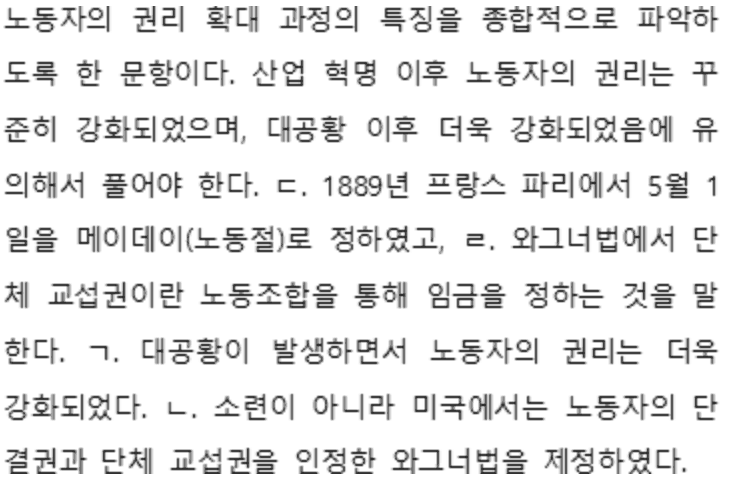 노동자의 권리 확대 과정의 특징을 종합적으로 파악하
도록 한 문항이다. 산업 혁명 이후 노동자의 권리는 꾸
준히 강화되었으며, 대공황 이후 더욱 강화되었음에 유
의해서 풀어야 한다. ㄷ. 1889년 프랑스 파리에서 5월 1
일을 메이데이(노동절)로 정하였고, ㄹ. 와그너법에서 단
체 교섭권이란 노동조합을 통해 임금을 정하는 것을 말
한다. ㄱ. 대공황이 발생하면서 노동자의 권리는 더욱
강화되었다. ㄴ. 소련이 아니라 미국에서는 노동자의 단
결권과 단체 교섭권을 인정한 와그너법을 제정하였다.